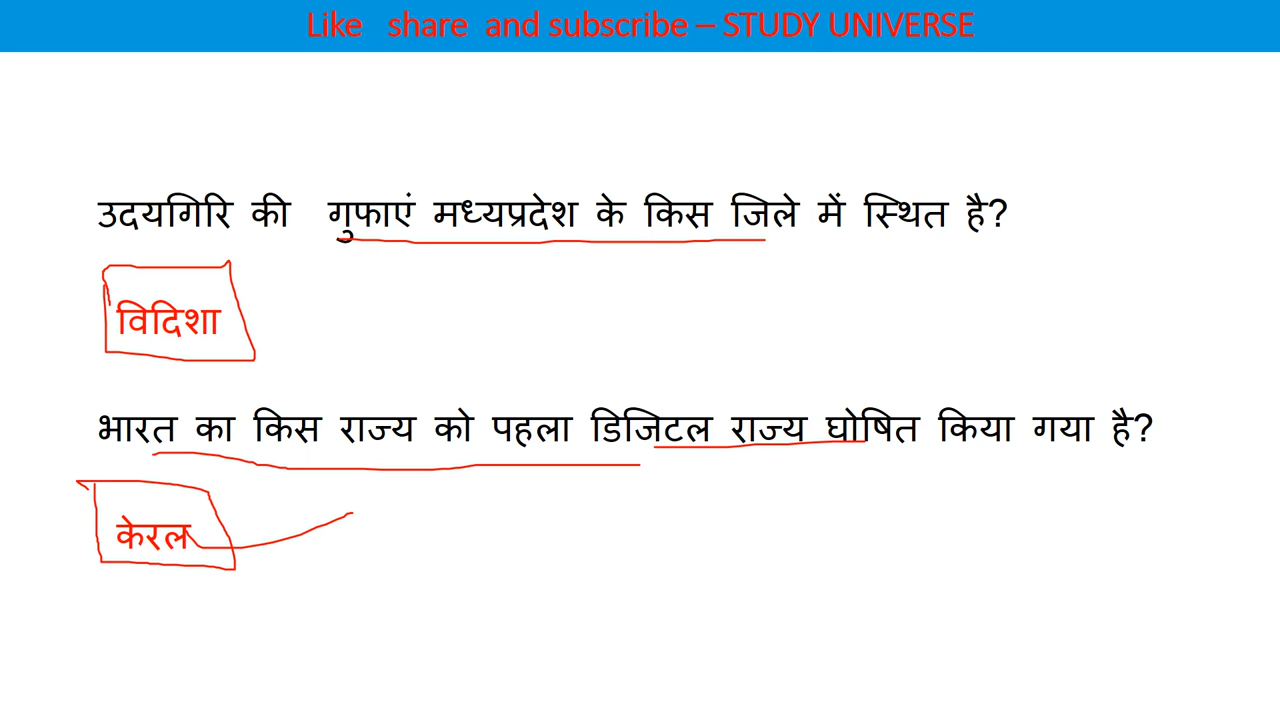 Like share and subscribe – STUDY UNIVERSE
उदयगिरि की गुफाएं मध्यप्रदेश के किस जिले में स्थित है?
विदिशा
भारत का किस राज्य को पहला डिजिटल राज्य घोषित किया गया है?
केरल